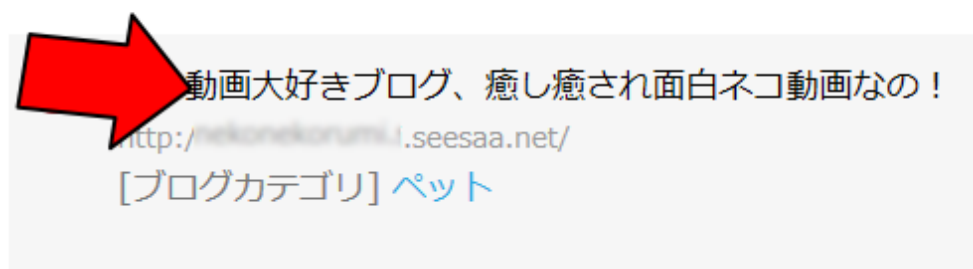 動画大好きブログ、癒し癒され面白ネコ動画なの！
http:/ .seesaa.net/
[ブログカテゴリ] ペット